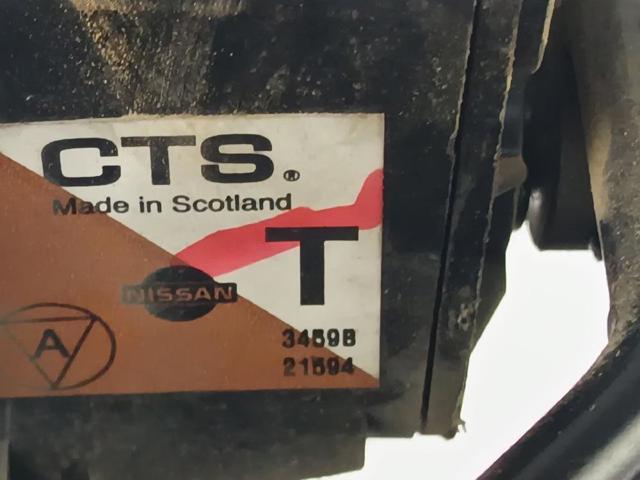 CTS®
Made in Scotland
T
NISSAN
A
3459B
21594